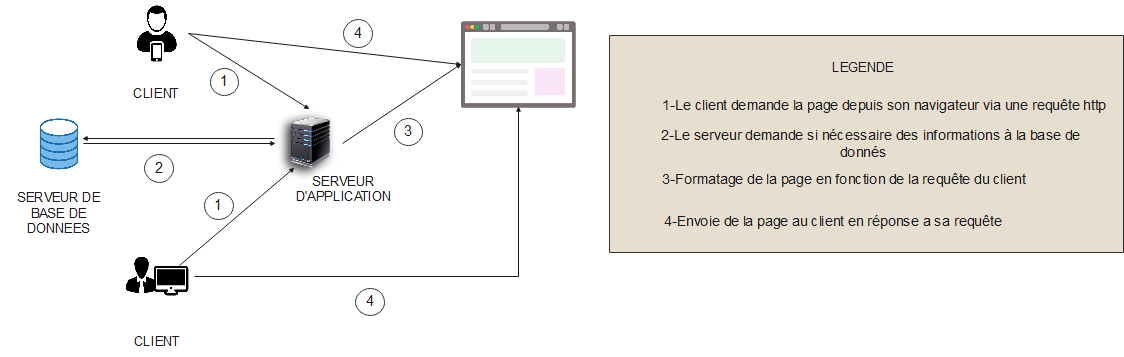 4
1
CLIENT
3
2
SERVEUR
D'APPLICATION
SERVEUR DE
BASE DE
DONNEES
1
4
CLIENT
LEGENDE
1-Le client demande la page depuis son navigateur via une requête http
2-Le serveur demande si nécessaire des informations à la base de
donnés
3-Formatage de la page en fonction de la requête du client
4-Envoie de la page au client en réponse a sa requête